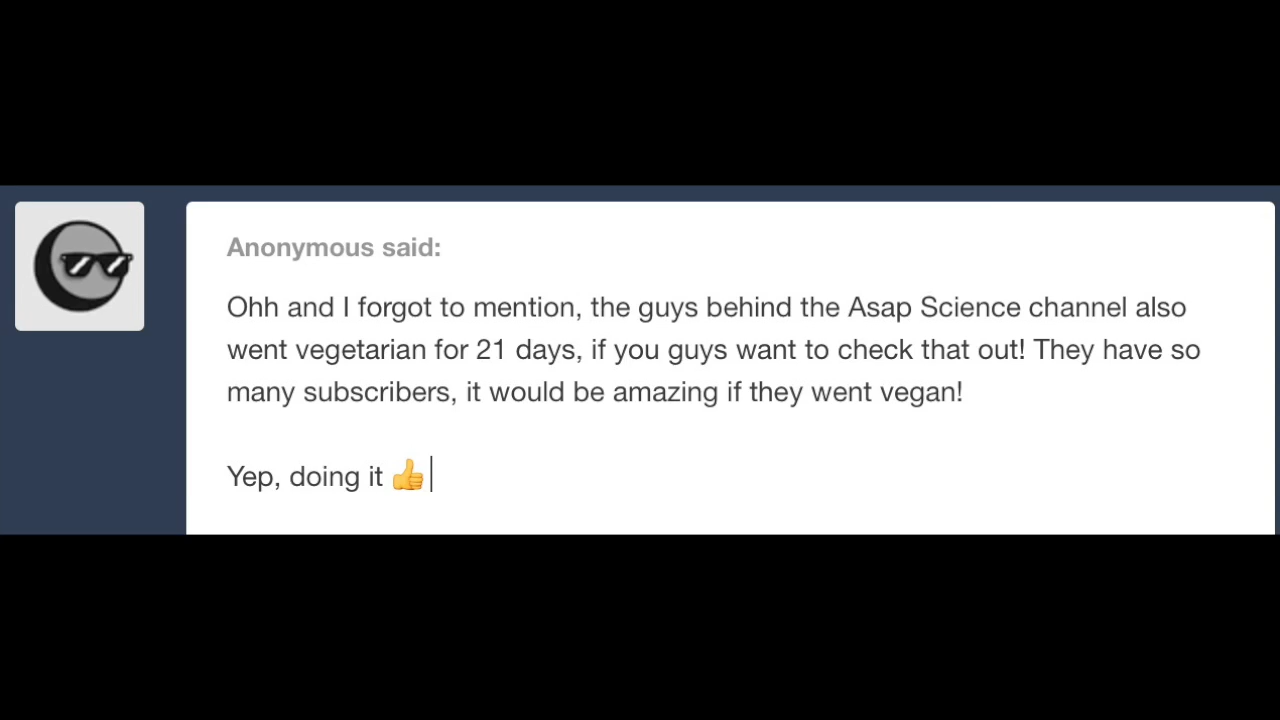 Anonymous said:
Ohh and I forgot to mention, the guys behind the Asap Science channel also
went vegetarian for 21 days, if you guys want to check that out! They have so
many subscribers, it would be amazing if they went vegan!
Yep, doing it 👍